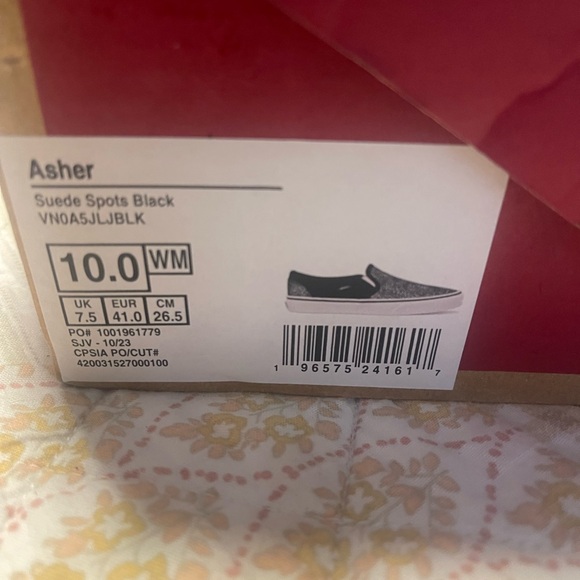 Asher
Suede Spots Black
VN0A5JLJBLK
10.0 WM
UK EUR CM
7.5 41.0 26.5
PO# 1001961779
SJV - 10/23
CPSIA PO/CUT#
420031527000100
1 96575 24161 7